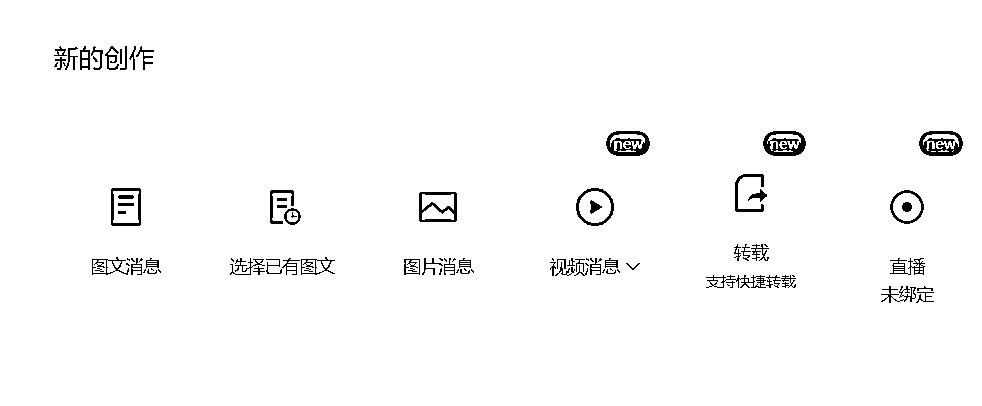 新的创作
new
new
new
图文消息
选择已有图文
图片消息
视频消息
转载
支持快捷转载
直播
未绑定